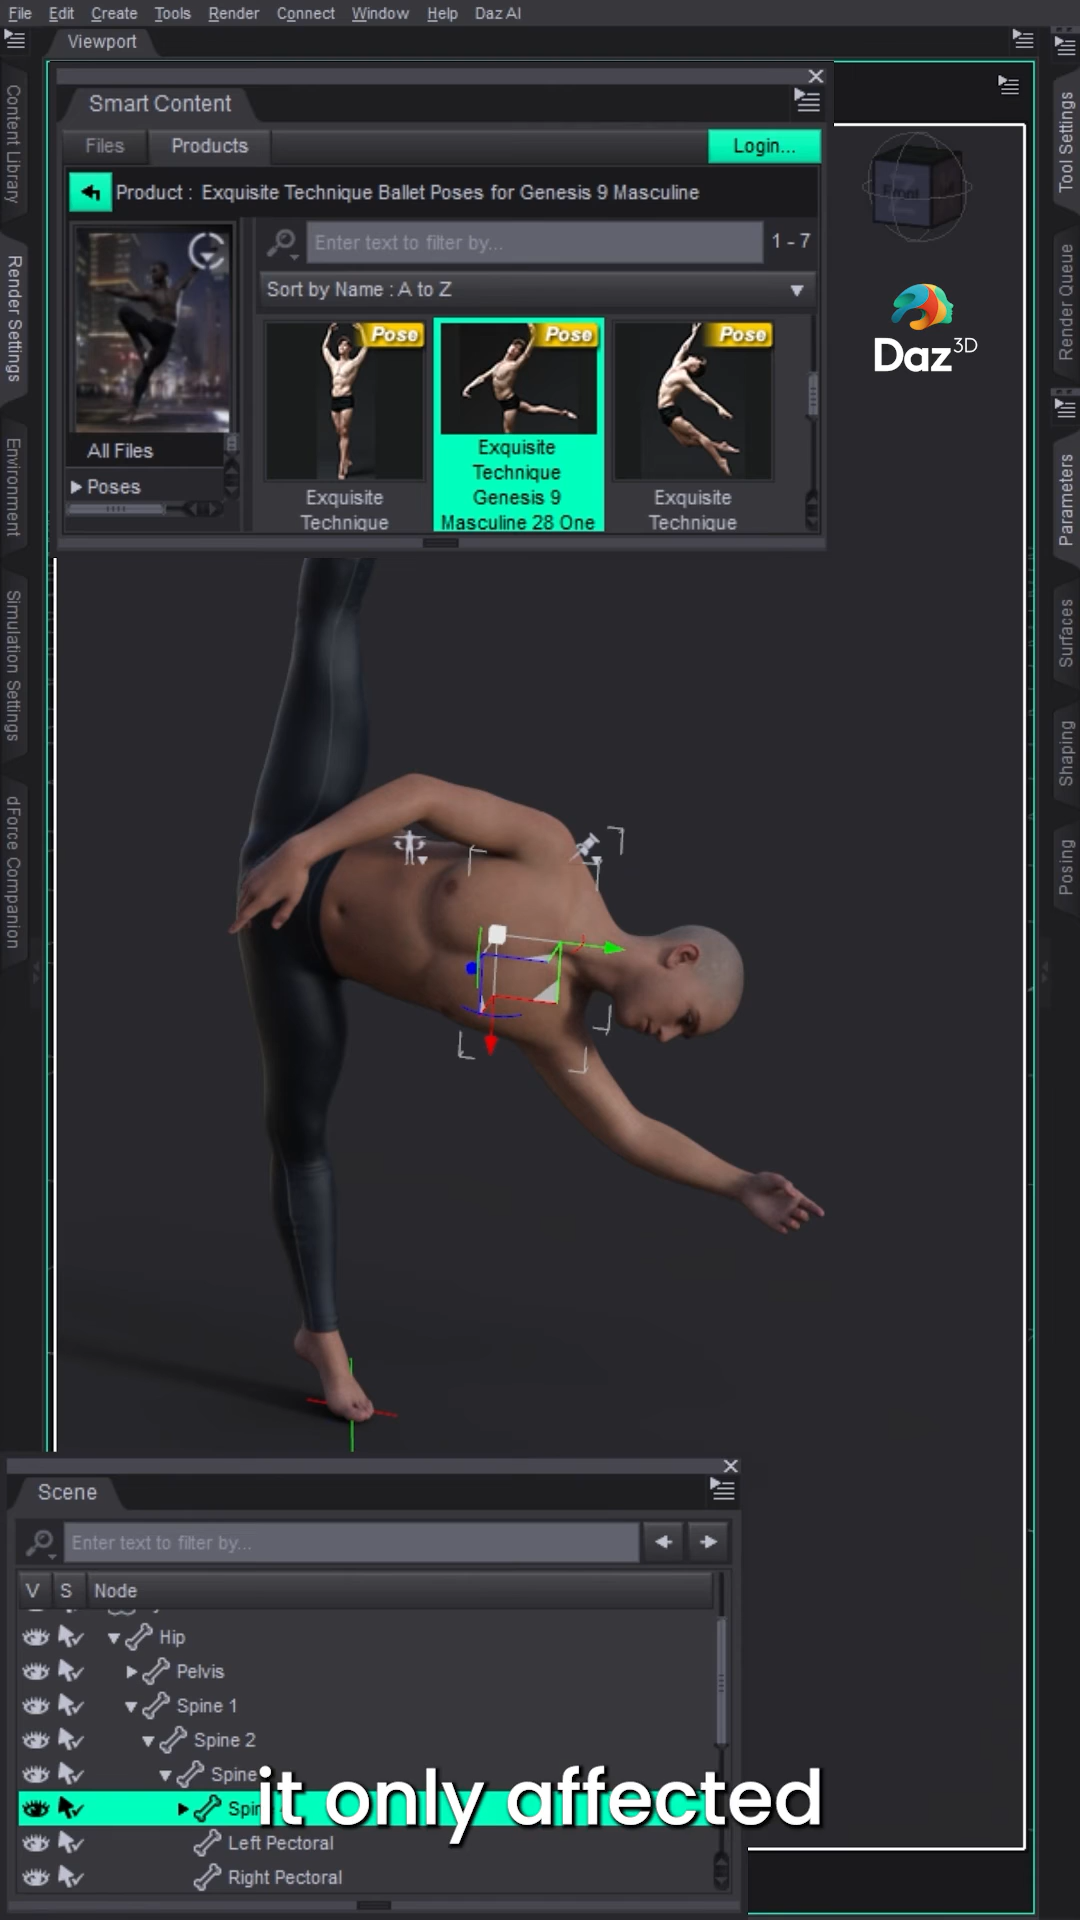 File Edit Create Tools Render Connect Window Help Daz AI
Viewport
Smart Content
Files Products Login...
Product : Exquisite Technique Ballet Poses for Genesis 9 Masculine
Enter text to filter by... 1 - 7
Sort by Name : A to Z
Pose Pose Pose
All Files
Poses
Exquisite
Technique
Exquisite
Technique
Genesis 9
Masculine 28 One
Exquisite
Technique
Front
Daz 3D
Content Library
Render Settings
Environment
Simulation Settings
dForce Companion
Tool Settings
Render Queue
Parameters
Surfaces
Shaping
Posing
Scene
Enter text to filter by...
V S Node
Hip
Pelvis
Spine 1
Spine 2
Spine
it only affected
Left Pectoral
Right Pectoral